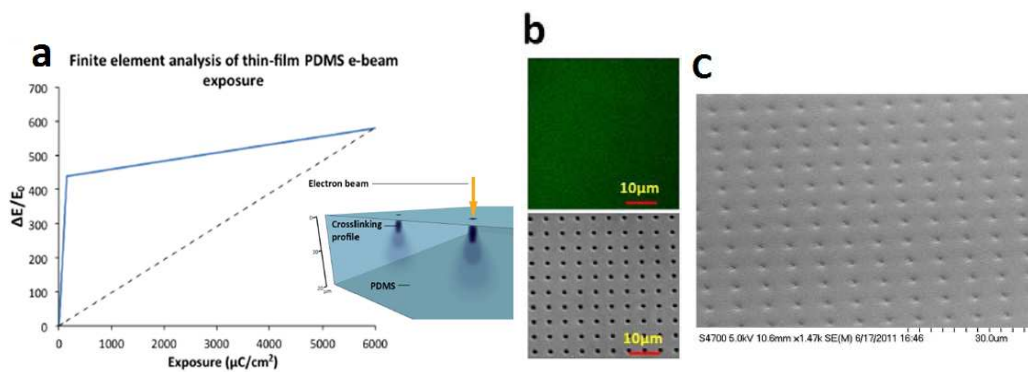 a
Finite element analysis of thin-film PDMS e-beam
exposure
700
600
500
400
300
200
100
0
ΔE/E₀
0 1000 2000 3000 4000 5000 6000
Exposure (µC/cm²)
Electron beam
Crosslinking
profile
PDMS
b
10µm
10µm
C
S4700 5.0kV 10.6mm x1.47k SE(M) 6/17/2011 16:46
30.0um